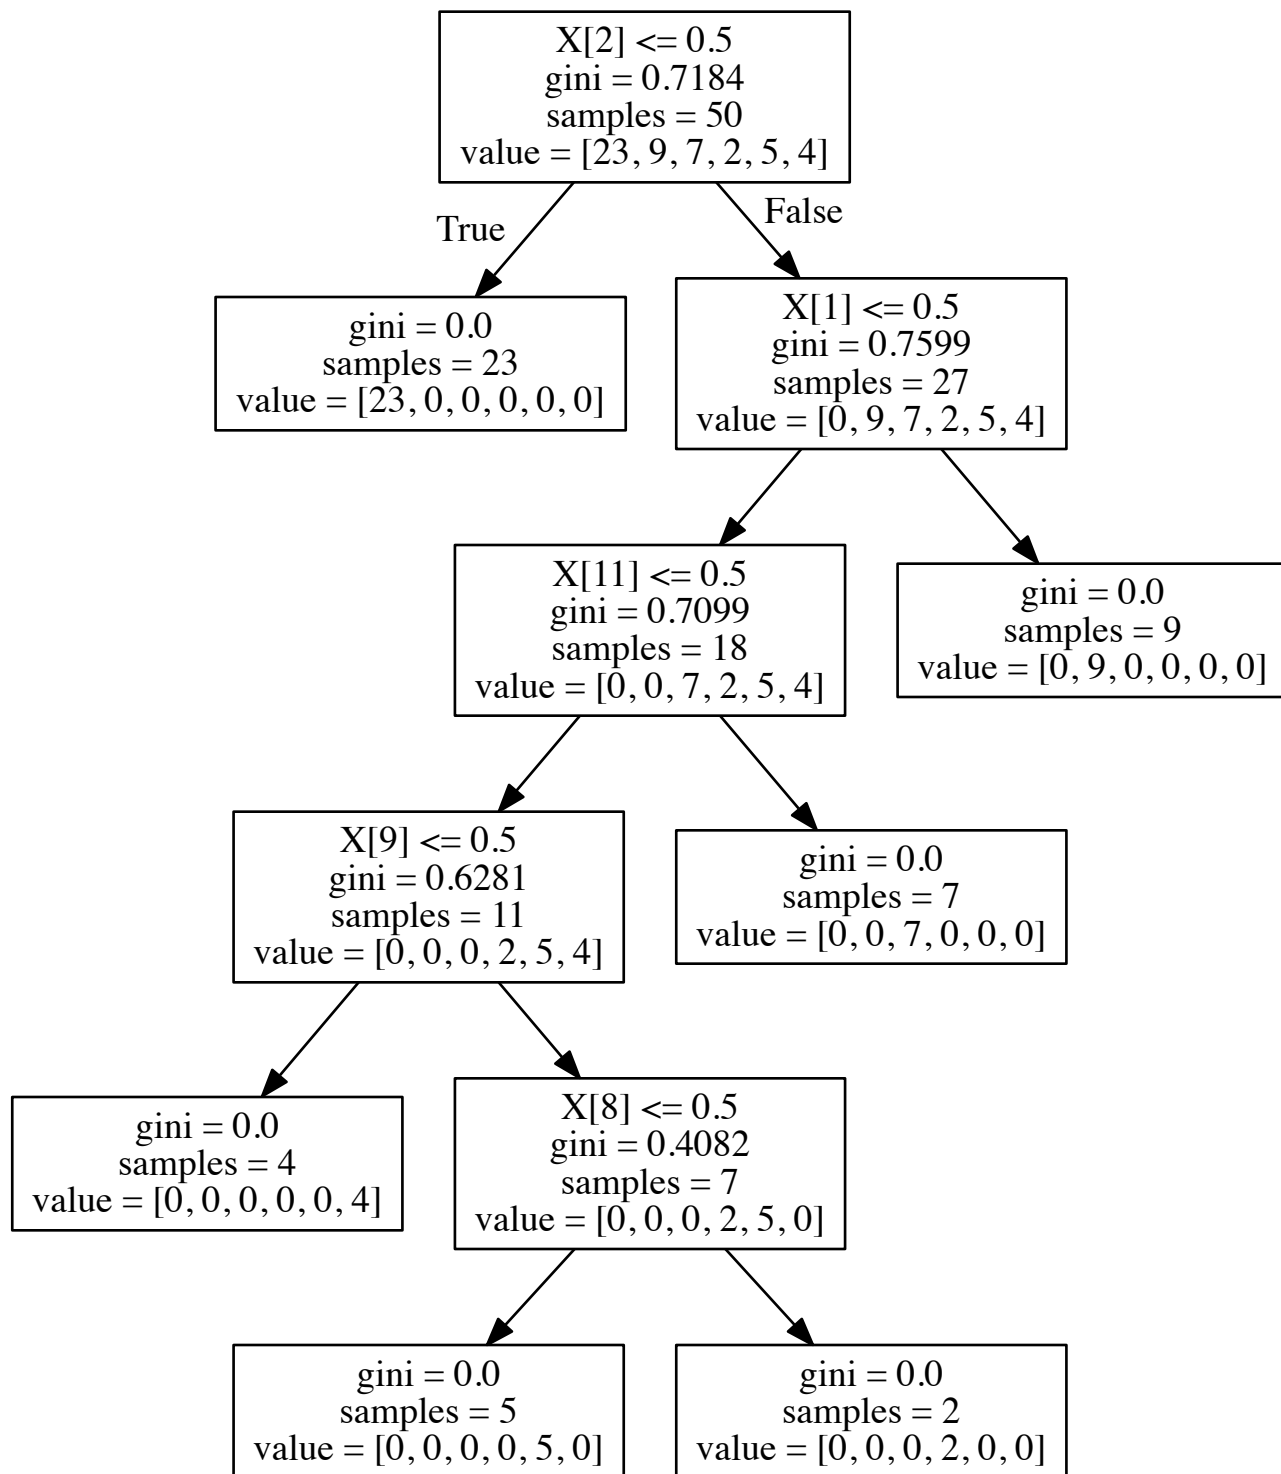 X[2] <= 0.5
gini = 0.7184
samples = 50
value = [23, 9, 7, 2, 5, 4]
True
False
gini = 0.0
samples = 23
value = [23, 0, 0, 0, 0, 0]
X[1] <= 0.5
gini = 0.7599
samples = 27
value = [0, 9, 7, 2, 5, 4]
X[11] <= 0.5
gini = 0.7099
samples = 18
value = [0, 0, 7, 2, 5, 4]
gini = 0.0
samples = 9
value = [0, 9, 0, 0, 0, 0]
X[9] <= 0.5
gini = 0.6281
samples = 11
value = [0, 0, 0, 2, 5, 4]
gini = 0.0
samples = 7
value = [0, 0, 7, 0, 0, 0]
gini = 0.0
samples = 4
value = [0, 0, 0, 0, 0, 4]
X[8] <= 0.5
gini = 0.4082
samples = 7
value = [0, 0, 0, 2, 5, 0]
gini = 0.0
samples = 5
value = [0, 0, 0, 0, 5, 0]
gini = 0.0
samples = 2
value = [0, 0, 0, 2, 0, 0]